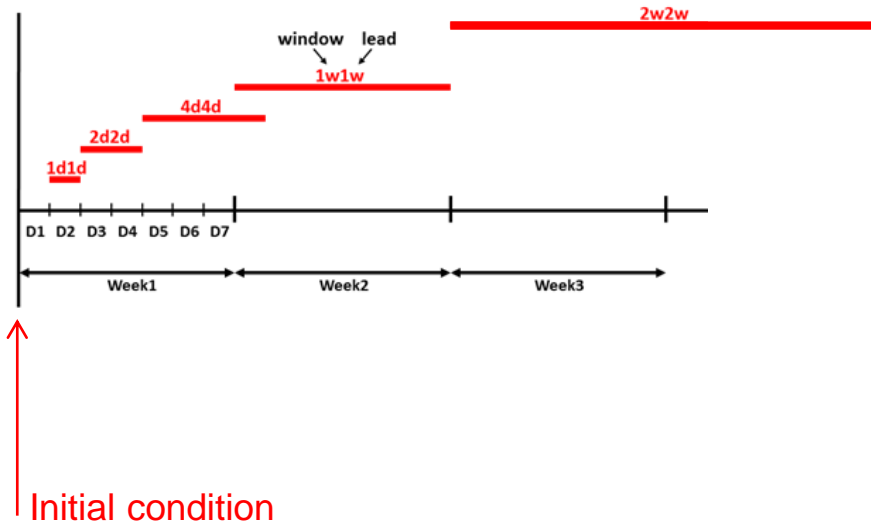 2w2w
window lead
1w1w
4d4d
2d2d
1d1d
D1 D2 D3 D4 D5 D6 D7
Week1 Week2 Week3
Initial condition